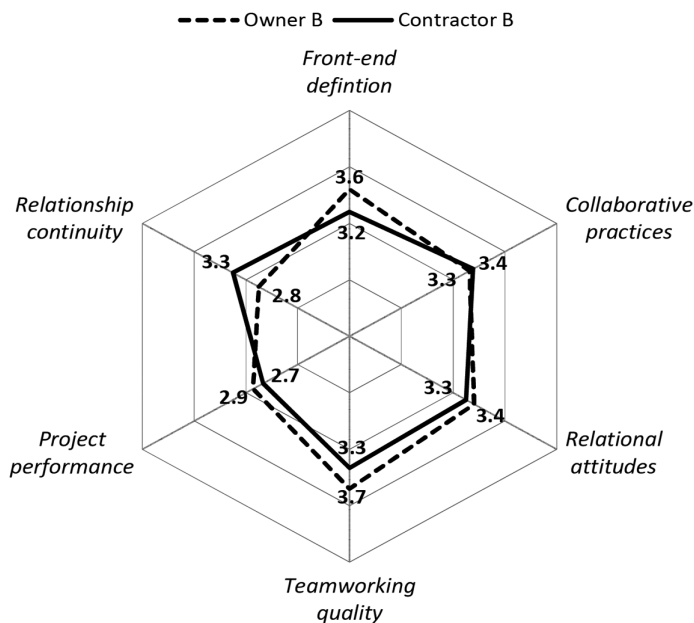 Owner B
Contractor B
Front-end
defintion
3.6
3.2
Relationship
continuity
Collaborative
practices
3.3
2.8
3.3
3.4
2.7
2.9
3.3
3.4
Project
performance
Relational
attitudes
3.3
3.7
Teamworking
quality